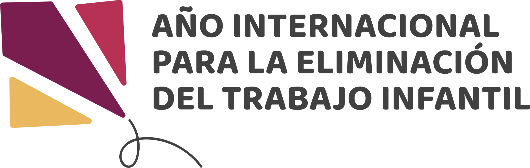 AÑO INTERNACIONAL
PARA LA ELIMINACIÓN
DEL TRABAJO INFANTIL